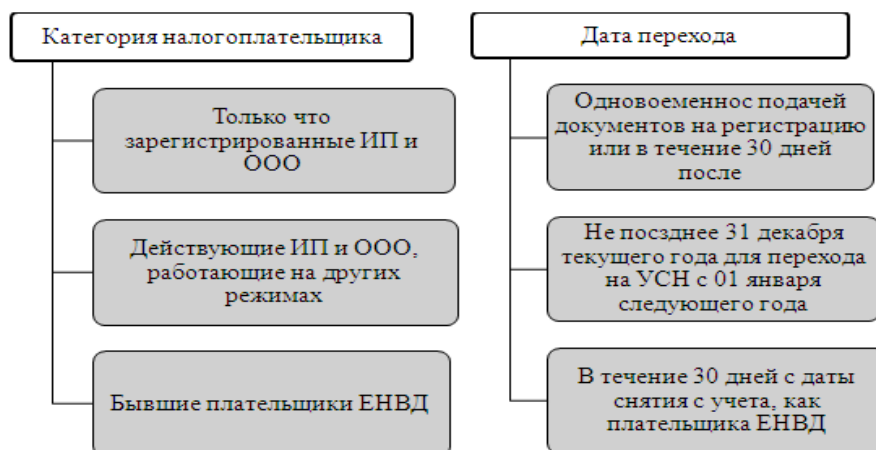 Категория налогоплательщика
Только что
зарегистрированные ИП и
ООО
Действующие ИП и ООО,
работающие на других
режимах
Бывшие плательщики ЕНВД
Дата перехода
Одновоеменнос подачей
документов на регистрацию
или в течение 30 дней
после
Не посзднее 31 декабря
текущего года для перехода
на УСН с 01 января
следующего года
В течение 30 дней с даты
снятия с учета, как
плательщика ЕНВД